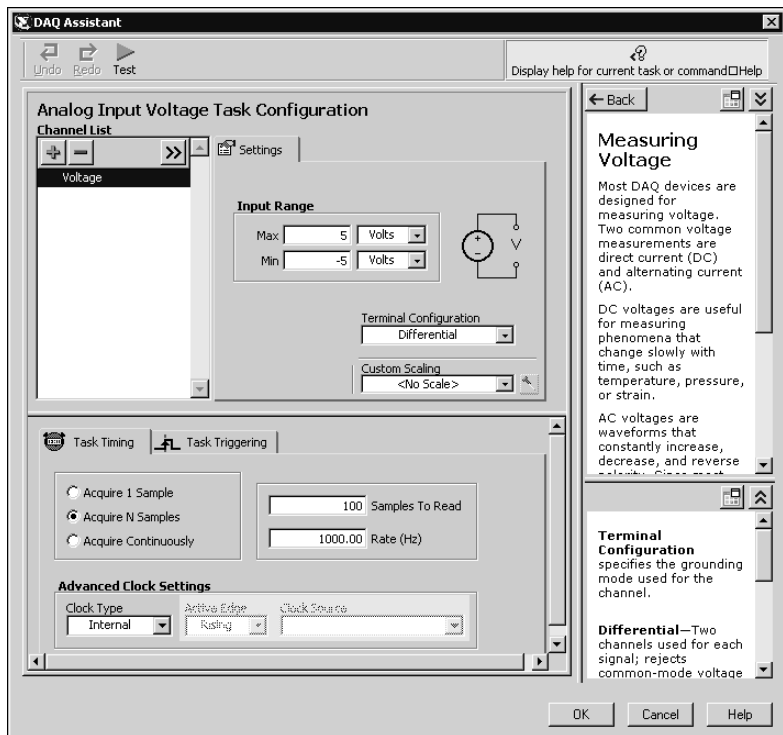 DAQ Assistant
Undo Redo Test
Display help for current task or command□Help
Analog Input Voltage Task Configuration
Channel List
Voltage
Settings
Input Range
Max 5 Volts
Min -5 Volts
V
Terminal Configuration
Differential
Custom Scaling
<No Scale>
Task Timing
Task Triggering
Acquire 1 Sample
Acquire N Samples
Acquire Continuously
100 Samples To Read
1000.00 Rate (Hz)
Advanced Clock Settings
Clock Type Active Edge Clock Source
Internal Rising
Back
Measuring
Voltage
Most DAQ devices are
designed for
measuring voltage.
Two common voltage
measurements are
direct current (DC)
and alternating current
(AC).
DC voltages are useful
for measuring
phenomena that
change slowly with
time, such as
temperature, pressure,
or strain.
AC voltages are
waveforms that
constantly increase,
decrease, and reverse
polarity. Since most
Terminal
Configuration
specifies the grounding
mode used for the
channel.
Differential—Two
channels used for each
signal; rejects
common-mode voltage
OK Cancel Help